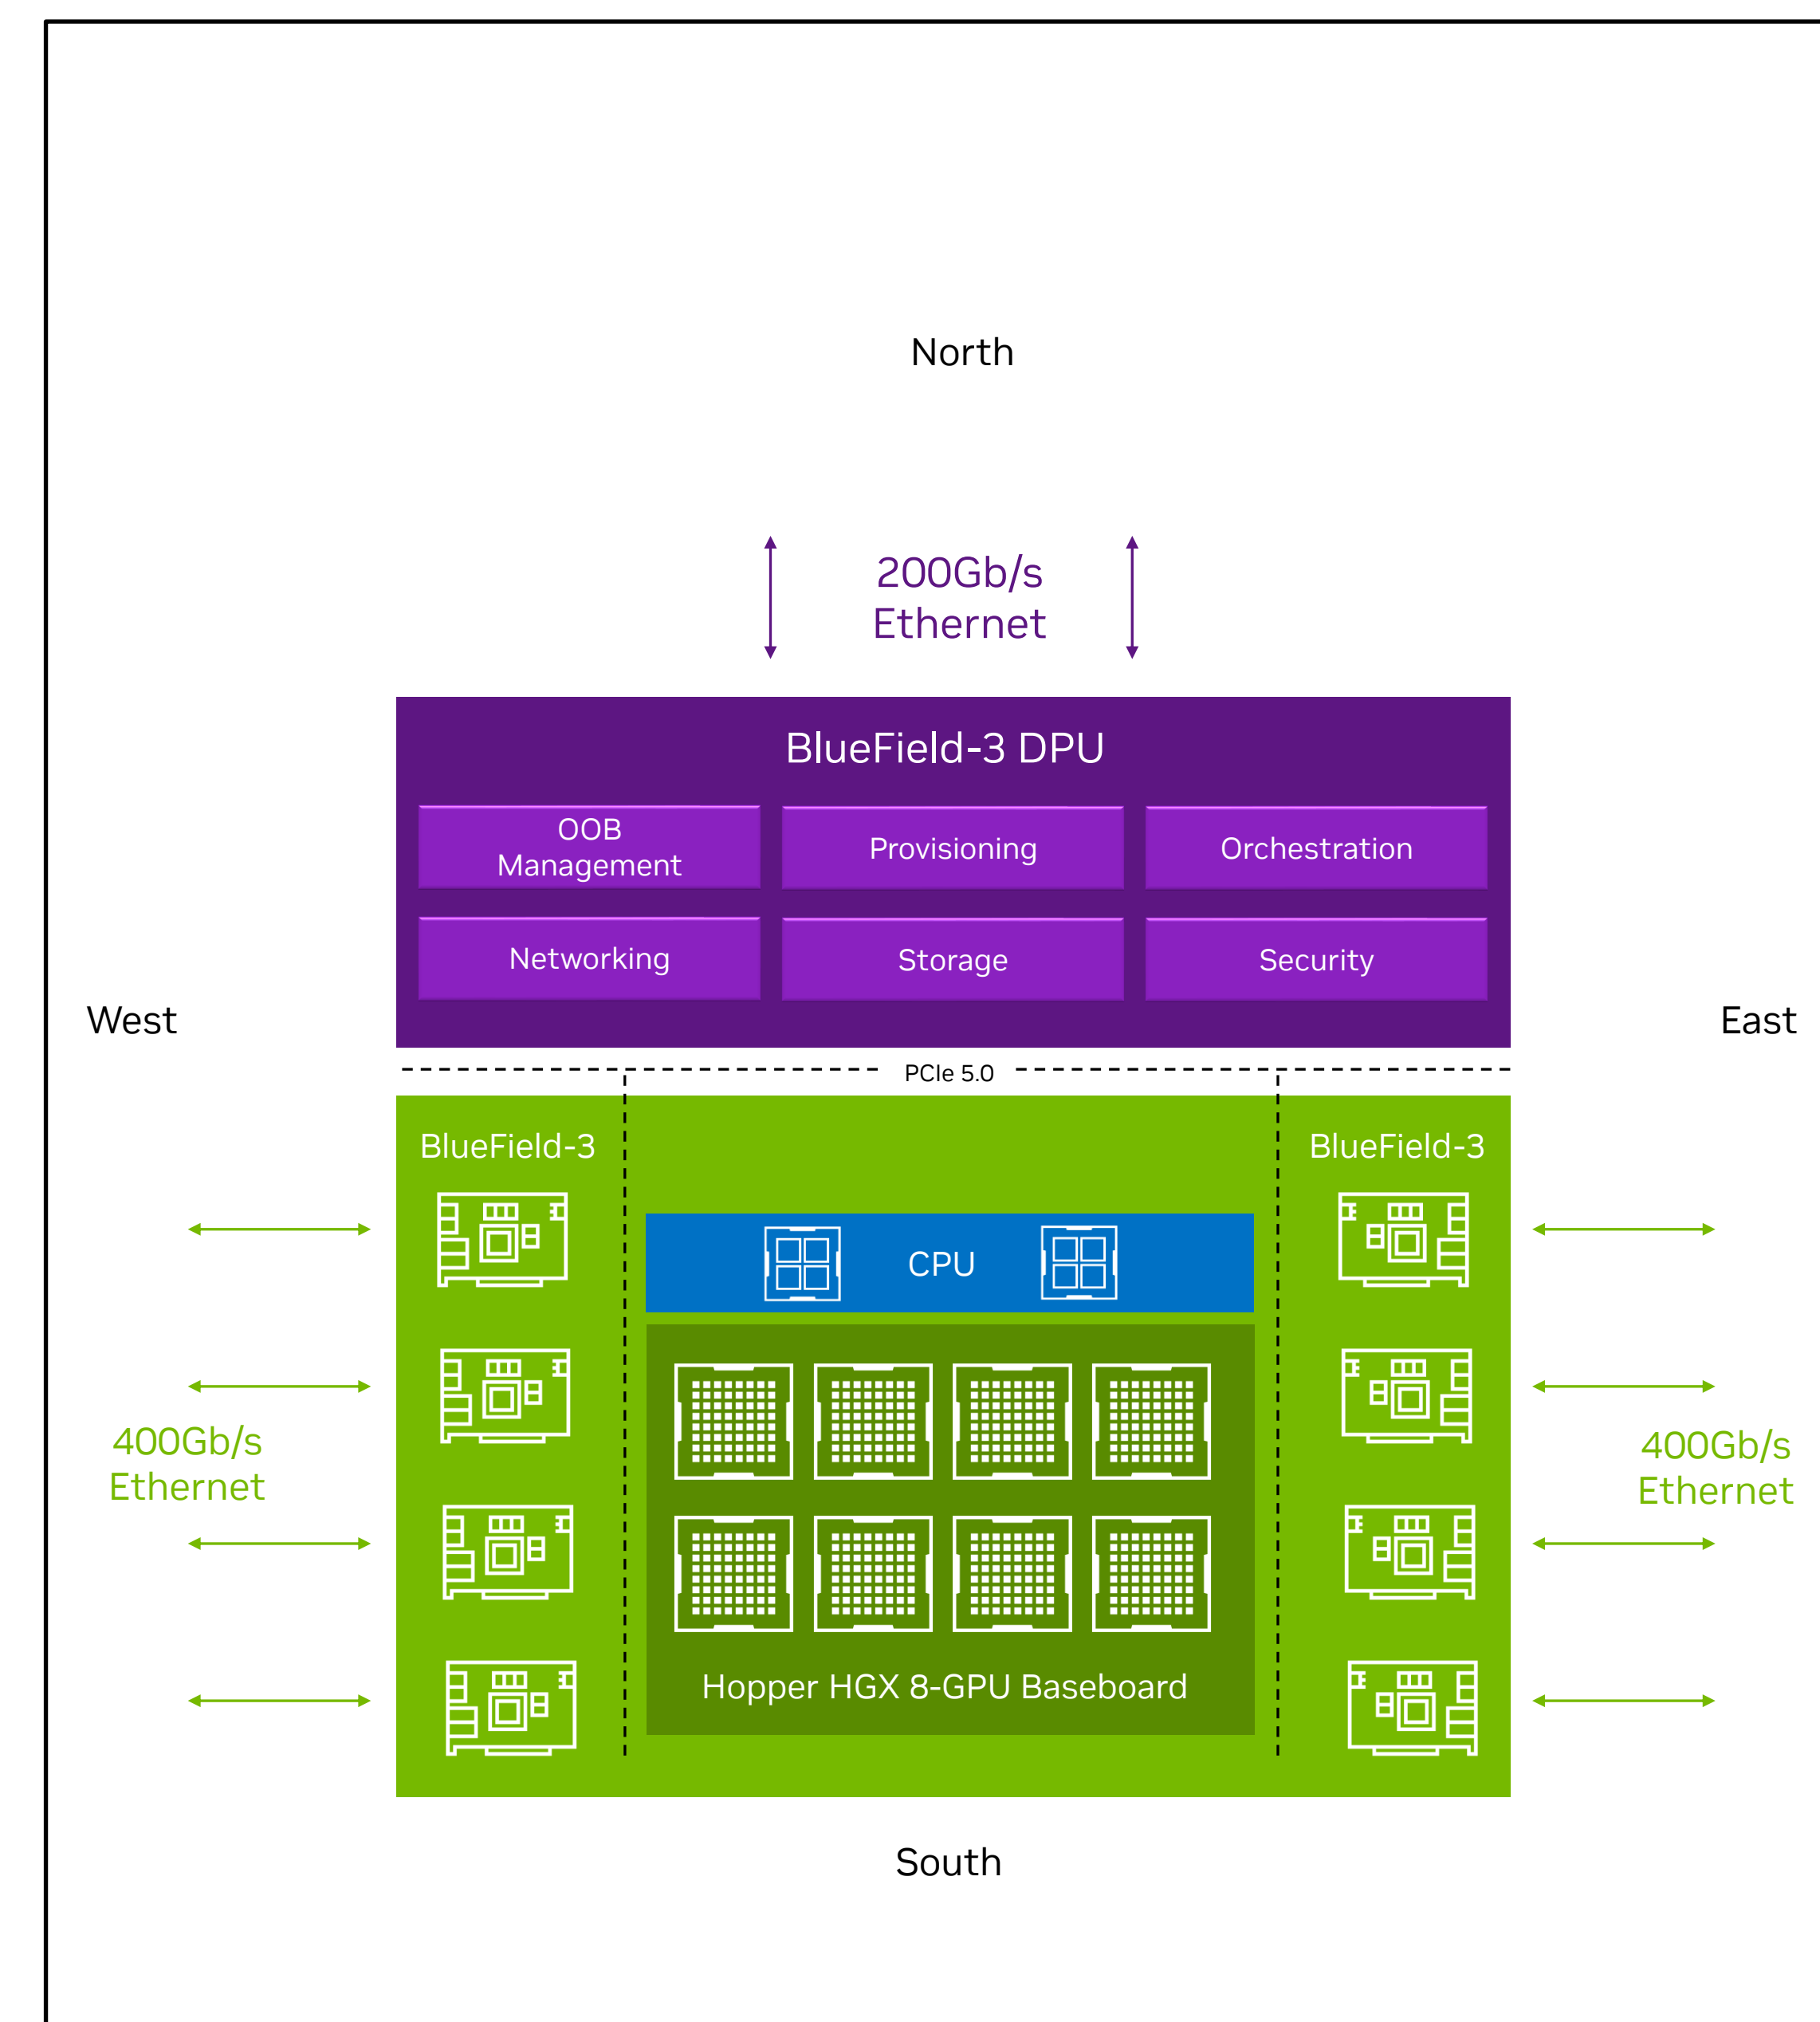 North
200Gb/s
Ethernet
BlueField-3 DPU
OOB
Management
Provisioning
Orchestration
Networking
Storage
Security
West
East
PCIe 5.0
BlueField-3
BlueField-3
CPU
400Gb/s
Ethernet
400Gb/s
Ethernet
Hopper HGX 8-GPU Baseboard
South